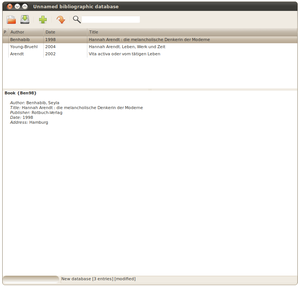 Unnamed bibliographic database
P Author Date Title
Benhabib 1998 Hannah Arendt - die melancholische Denkerin der Moderne
Young-Bruehl 2004 Hannah Arendt: Leben, Werk und Zeit
Arendt 2002 Vita activa oder vom tätigen Leben
Book {Ben98}
Author: Benhabib, Seyla
Title: Hannah Arendt - die melancholische Denkerin der Moderne
Publisher: Rotbuch-Verlag
Date: 1998
Address: Hamburg
New database [3 entries] [modified]